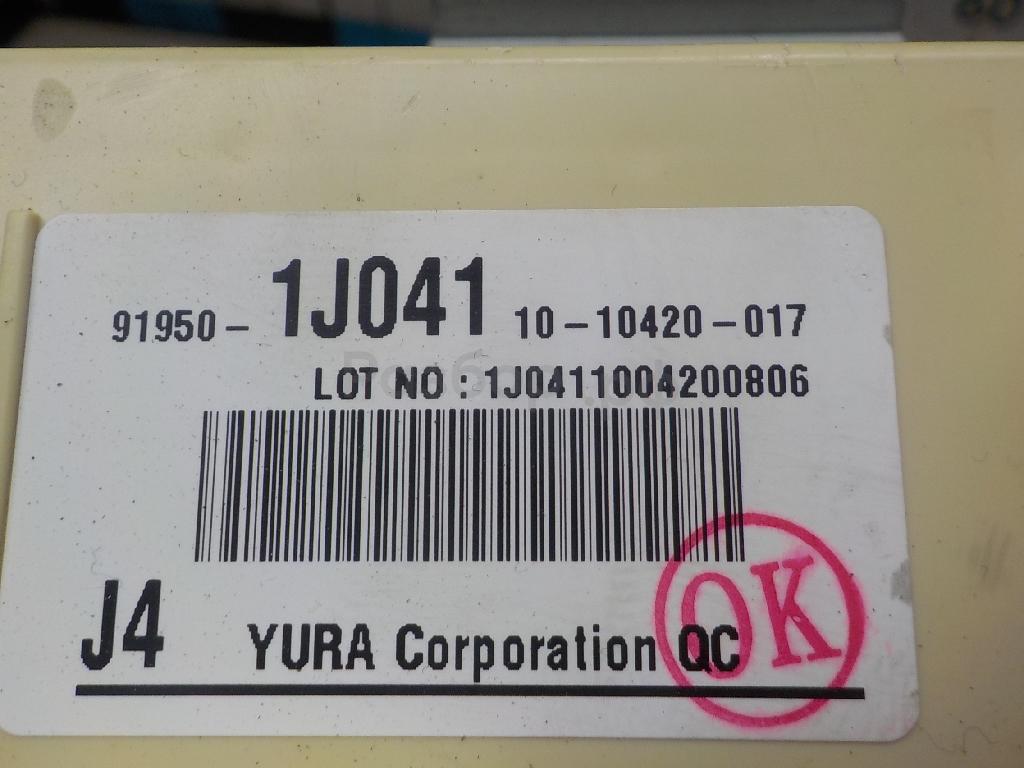 91950- 1J041 10-10420-017
LOT NO : 1J0411004200806
J4 YURA Corporation QC
OK